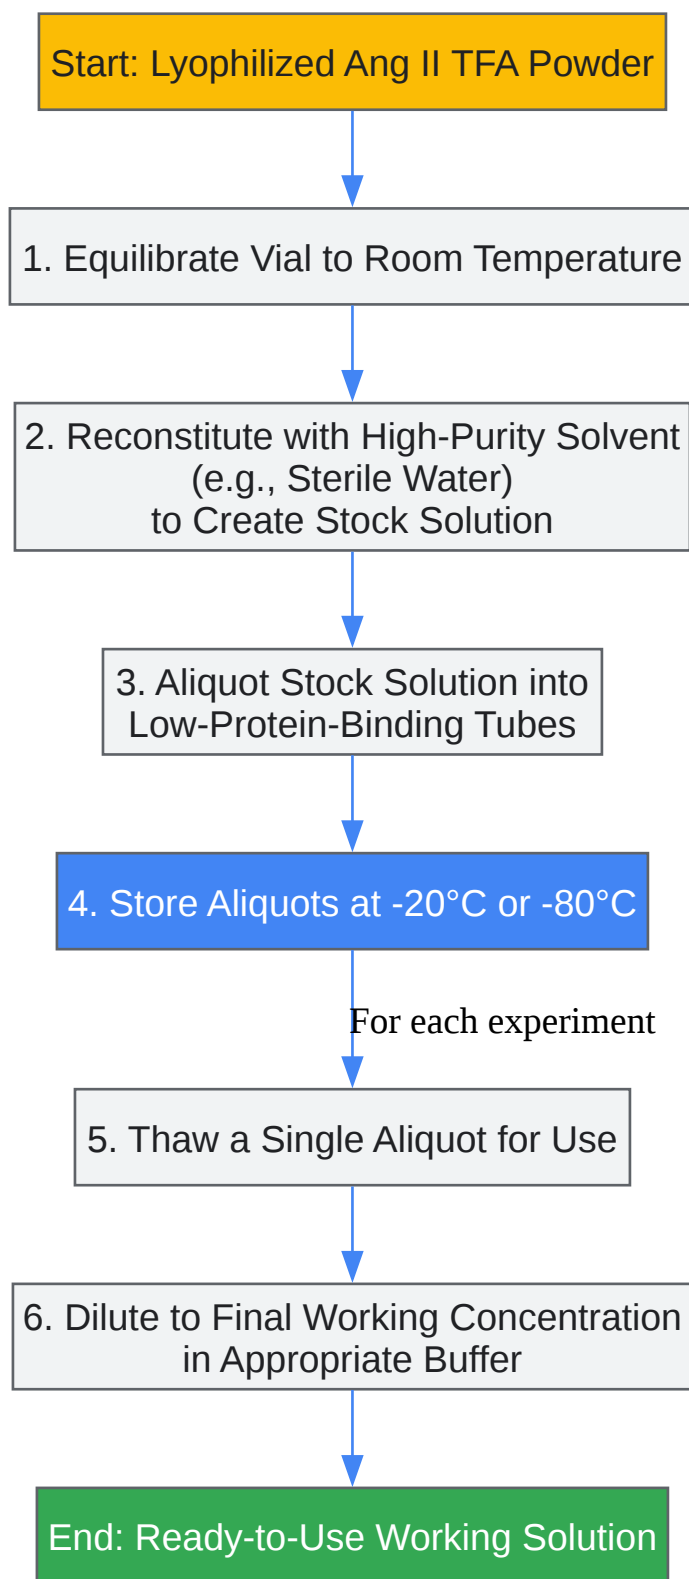 Start: Lyophilized Ang II TFA Powder
1. Equilibrate Vial to Room Temperature
2. Reconstitute with High-Purity Solvent
(e.g., Sterile Water)
to Create Stock Solution
3. Aliquot Stock Solution into
Low-Protein-Binding Tubes
4. Store Aliquots at -20°C or -80°C
For each experiment
5. Thaw a Single Aliquot for Use
6. Dilute to Final Working Concentration
in Appropriate Buffer
End: Ready-to-Use Working Solution